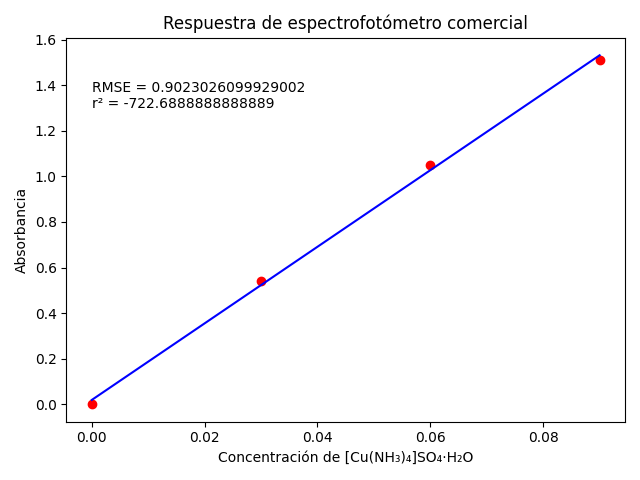 Respuestra de espectrofotómetro comercial
1.6
1.4
1.2
1.0
0.8
0.6
0.4
0.2
0.0
Absorbancia
RMSE = 0.9023026099929002
r² = -722.6888888888889
0.00 0.02 0.04 0.06 0.08
Concentración de [Cu(NH₃)₄]SO₄·H₂O